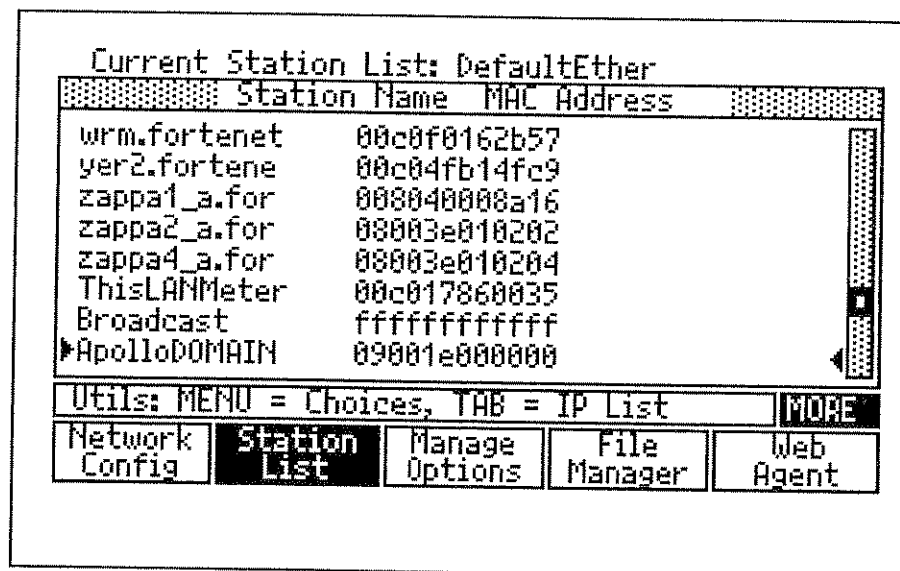 Current Station List: DefaultEther
Station Name MAC Address
wrm.fortenet 00c0f0162b57
yer2.fortene 00c04fb14fc9
zappa1_a.for 008040008a16
zappa2_a.for 08003e010202
zappa4_a.for 08003e010204
ThisLANMeter 00c017860035
Broadcast ffffffffffff
ApolloDOMAIN 09001e000000
Utils: MENU = Choices, TAB = IP List MORE
Network Config
Station List
Manage Options
File Manager
Web Agent